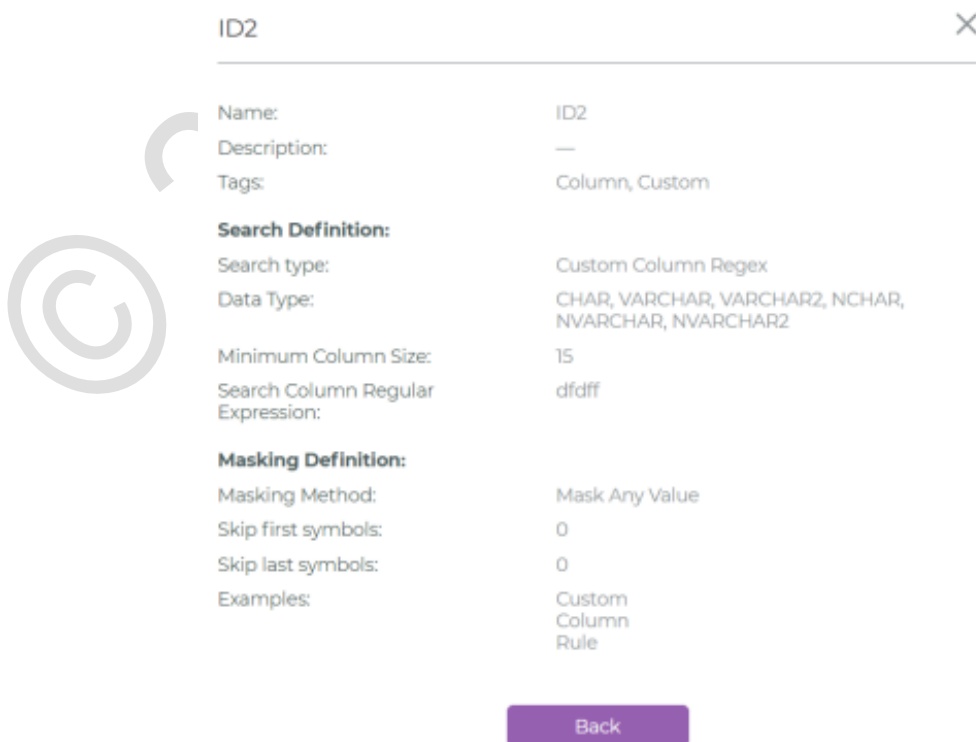 ID2
Name: ID2
Description: —
Tags: Column, Custom
Search Definition:
Search type: Custom Column Regex
Data Type: CHAR, VARCHAR, VARCHAR2, NCHAR,
NVARCHAR, NVARCHAR2
Minimum Column Size: 15
Search Column Regular dfdff
Expression:
Masking Definition:
Masking Method: Mask Any Value
Skip first symbols: 0
Skip last symbols: 0
Examples: Custom
Column
Rule
Back
©